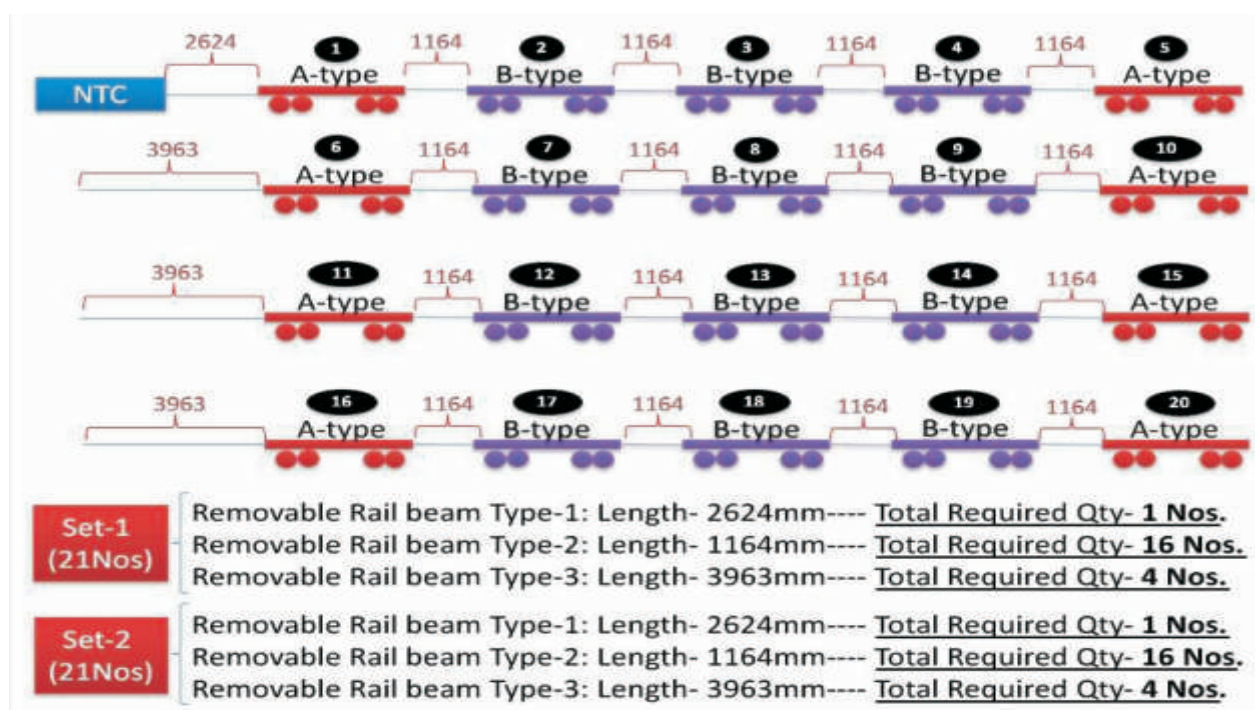 2624 1 1164 2 1164 3 1164 4 1164 5
A-type B-type B-type B-type A-type
NTC
3963 6 1164 7 1164 8 1164 9 1164 10
A-type B-type B-type B-type A-type
3963 11 1164 12 1164 13 1164 14 1164 15
A-type B-type B-type B-type A-type
3963 16 1164 17 1164 18 1164 19 1164 20
A-type B-type B-type B-type A-type
Set-1
(21Nos)
Removable Rail beam Type-1: Length- 2624mm---- Total Required Qty- 1 Nos.
Removable Rail beam Type-2: Length- 1164mm---- Total Required Qty- 16 Nos.
Removable Rail beam Type-3: Length- 3963mm---- Total Required Qty- 4 Nos.
Set-2
(21Nos)
Removable Rail beam Type-1: Length- 2624mm---- Total Required Qty- 1 Nos.
Removable Rail beam Type-2: Length- 1164mm---- Total Required Qty- 16 Nos.
Removable Rail beam Type-3: Length- 3963mm---- Total Required Qty- 4 Nos.